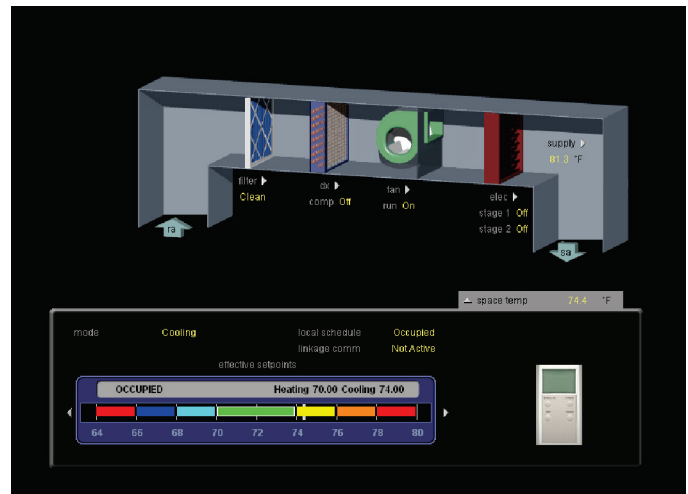 supply
81.3 °F
filter
Clean
dx
comp Off
fan
run On
elec
stage 1 Off
stage 2 Off
ra
sa
space temp 74.4 °F
mode Cooling local schedule Occupied
linkage comm Not Active
effective setpoints
OCCUPIED Heating 70.00 Cooling 74.00
64 66 68 70 72 74 76 78 80